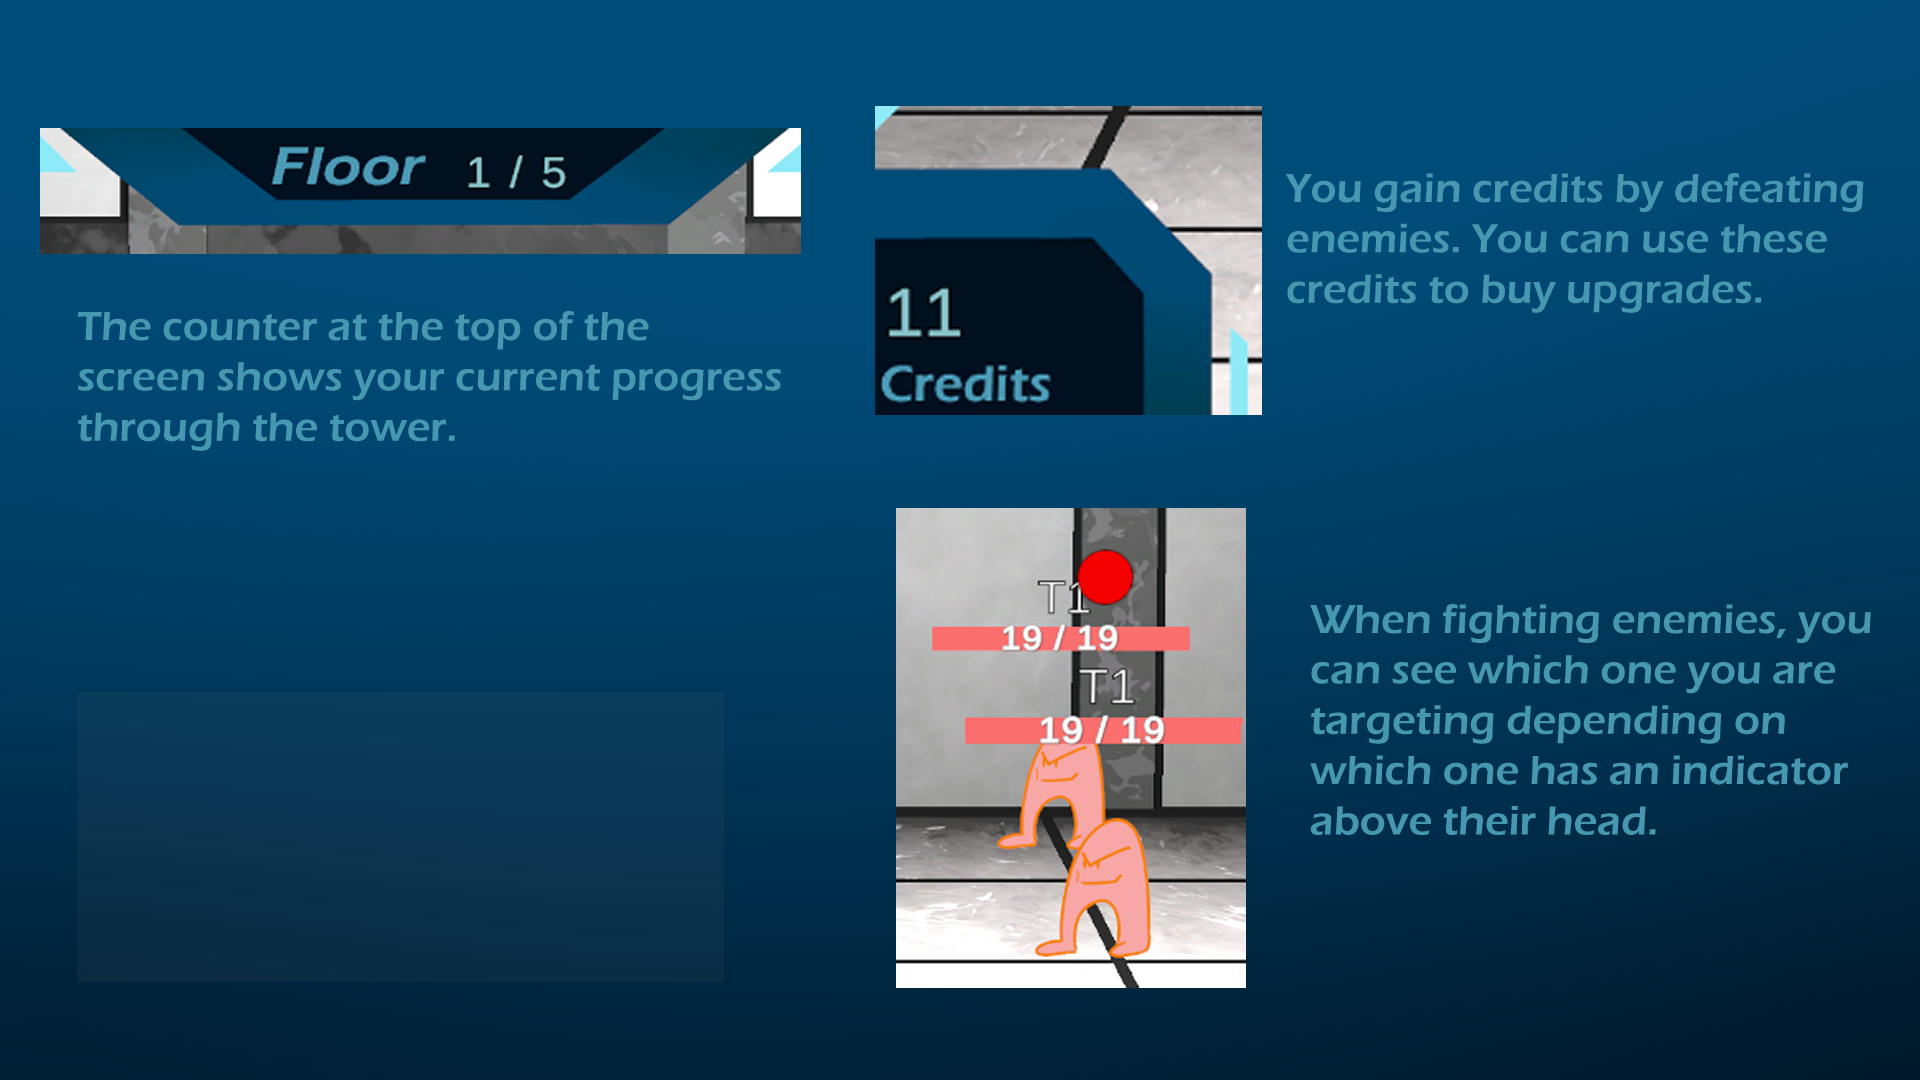 Floor 1 / 5
The counter at the top of the
screen shows your current progress
through the tower.
11
Credits
You gain credits by defeating
enemies. You can use these
credits to buy upgrades.
T1
19 / 19
T1
19 / 19
When fighting enemies, you
can see which one you are
targeting depending on
which one has an indicator
above their head.